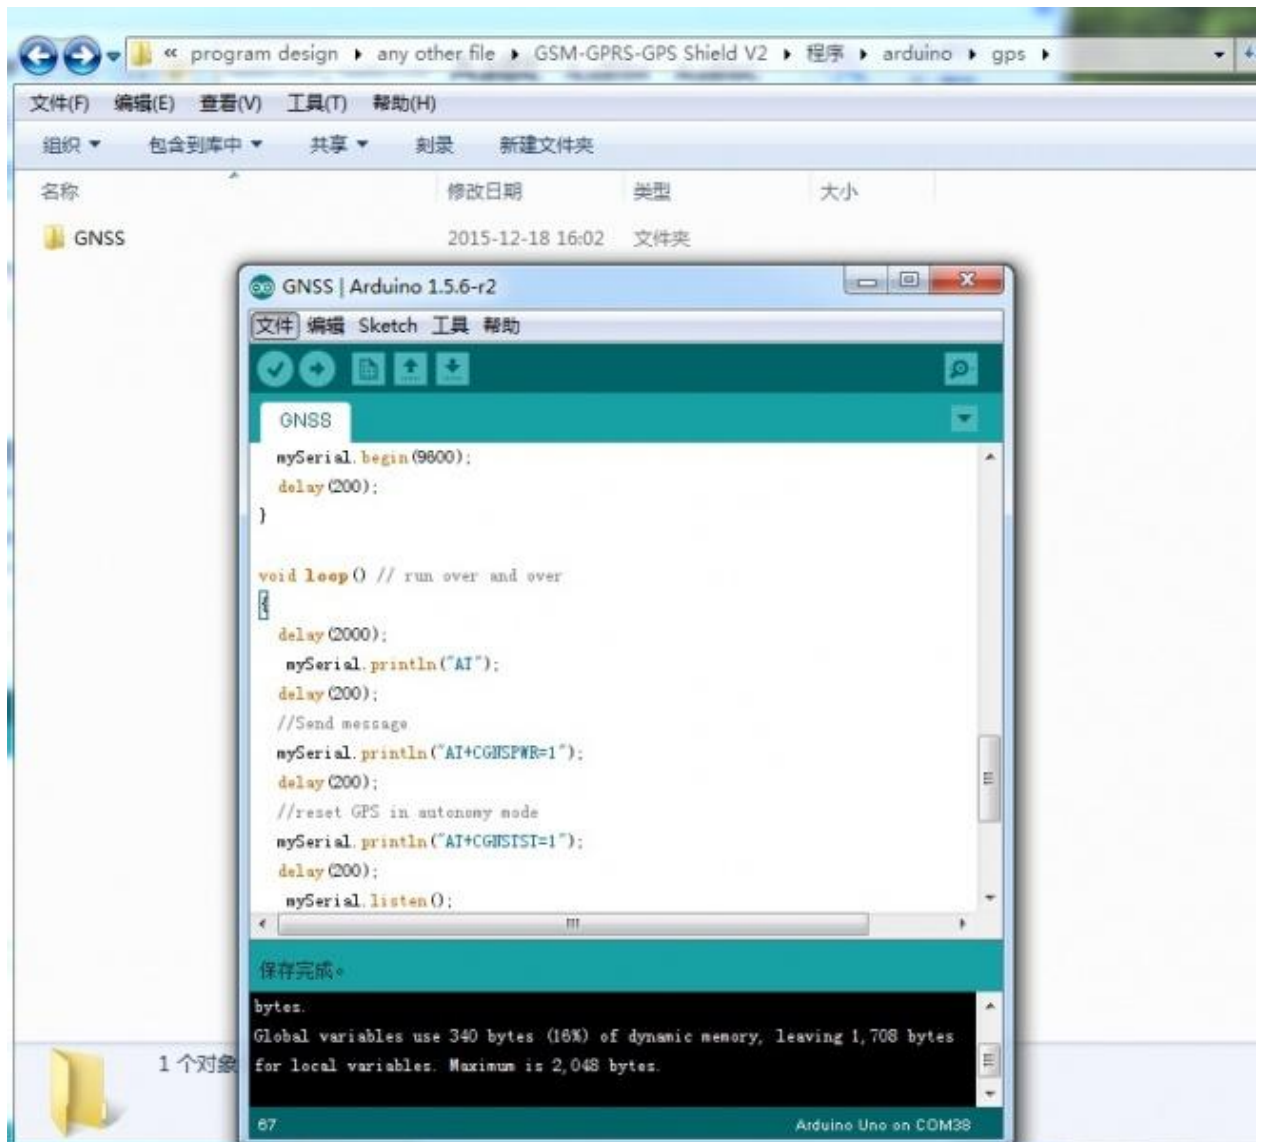 « program design ▸ any other file ▸ GSM-GPRS-GPS Shield V2 ▸ 程序 ▸ arduino ▸ gps ▸
文件(F) 编辑(E) 查看(V) 工具(T) 帮助(H)
组织 包含到库中 共享 刻录 新建文件夹
名称 修改日期 类型 大小
GNSS 2015-12-18 16:02 文件夹
GNSS | Arduino 1.5.6-r2
文件 编辑 Sketch 工具 帮助
GNSS
mySerial.begin(9600);
delay(200);
}
void loop() // run over and over
{
delay(2000);
mySerial.println("AT");
delay(200);
//Send message
mySerial.println("AT+CGNSPWR=1");
delay(200);
//reset GPS in autonomy mode
mySerial.println("AT+CGNSTST=1");
delay(200);
mySerial.listen();
保存完成。
bytes.
Global variables use 340 bytes (16%) of dynamic memory, leaving 1,708 bytes
for local variables. Maximum is 2,048 bytes.
1 个对象
67 Arduino Uno on COM38